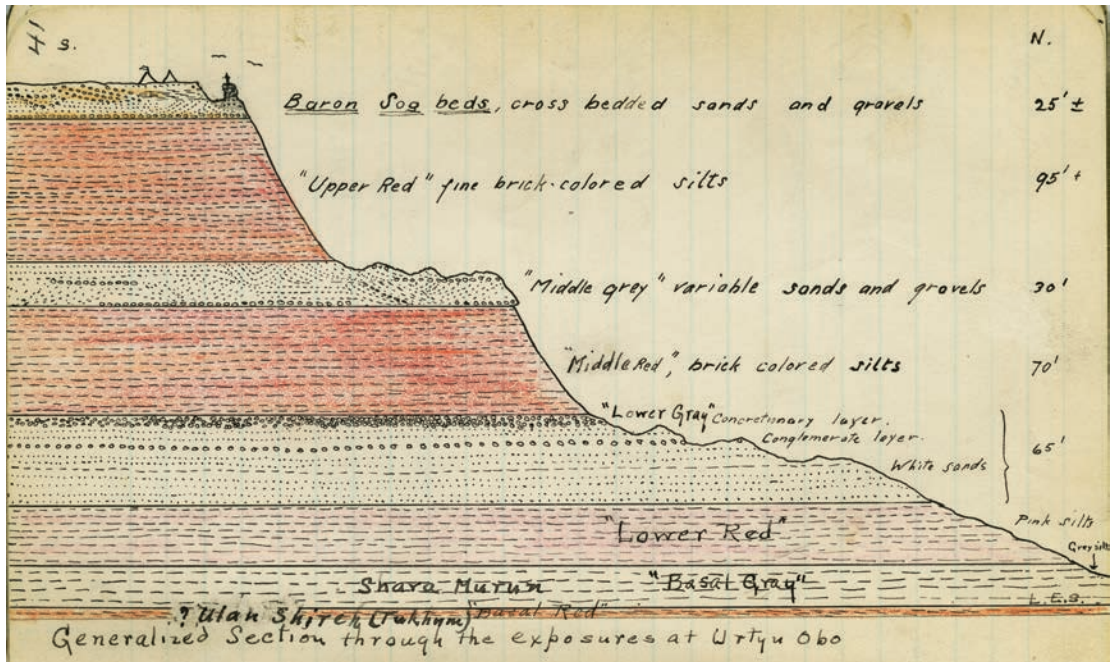 41 S. N.
Baron Sog beds, cross bedded sands and gravels 25' ±
"Upper Red" fine brick-colored silts 95' +
"Middle grey" variable sands and gravels 30'
"Middle Red", brick colored silts 70'
"Lower Gray" Concretionary layer.
Conglomerate layer.
65'
White sands
Pink silts
"Lower Red"
Grey silts
Shara Murun "Basal Gray"
L.E.S.
? Ulan Shireh (Tukhum) "Basal Red"
Generalized Section through the exposures at Urtyn Obo